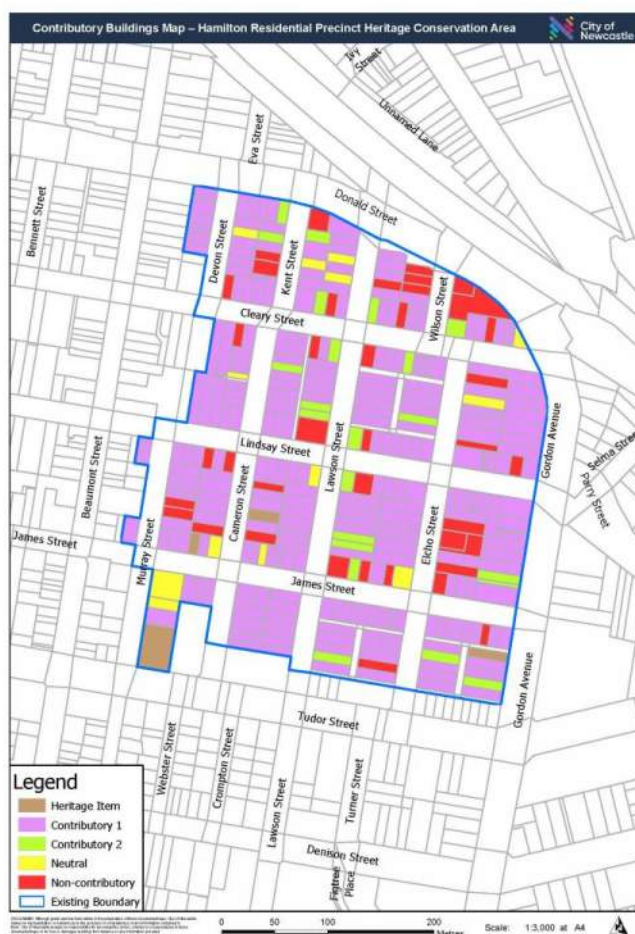 Contributory Buildings Map – Hamilton Residential Precinct Heritage Conservation Area
City of
Newcastle
Ivy
Street
Unnamed Lane
Eva Street
Donald Street
Bennett Street
Devon Street
Kent Street
Wilson Street
Cleary Street
Gordon Avenue
Selma Street
Parry Street
Lindsay Street
Lawson Street
Beaumont Street
Cameron Street
Elcho Street
James Street
Murray Street
James Street
Gordon Avenue
Tudor Street
Webster Street
Crompton Street
Lawson Street
Turner Street
Denison Street
Figtree
Place
Legend
Heritage Item
Contributory 1
Contributory 2
Neutral
Non-contributory
Existing Boundary
0 50 100 200
Metres
Scale: 1:3,000 at A4